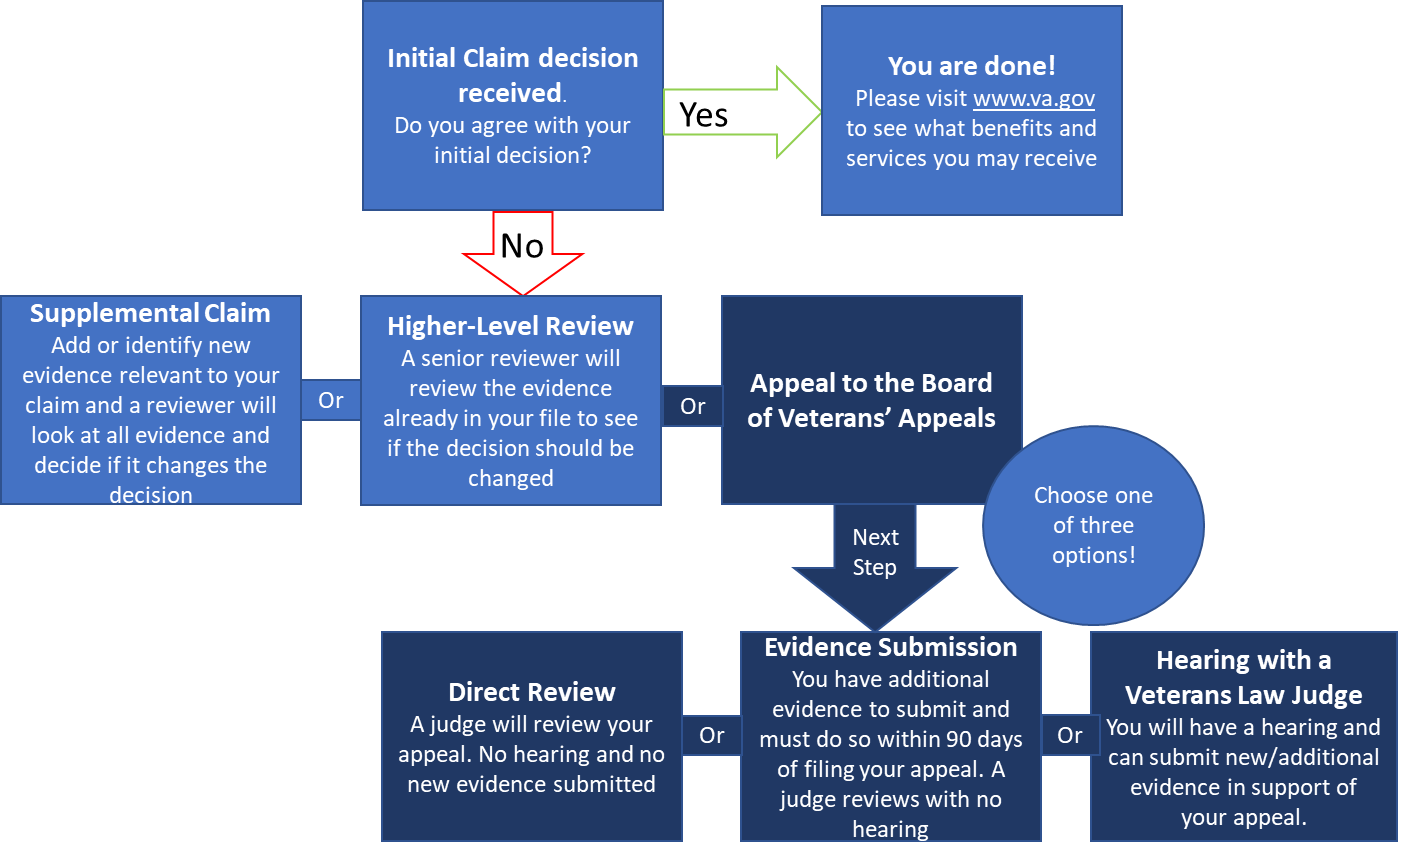 Initial Claim decision
received.
Do you agree with your
initial decision?
Yes
You are done!
Please visit www.va.gov
to see what benefits and
services you may receive
No
Supplemental Claim
Add or identify new
evidence relevant to your
claim and a reviewer will
look at all evidence and
decide if it changes the
decision
Or
Higher-Level Review
A senior reviewer will
review the evidence
already in your file to see
if the decision should be
changed
Or
Appeal to the Board
of Veterans’ Appeals
Choose one
of three
options!
Next
Step
Direct Review
A judge will review your
appeal. No hearing and no
new evidence submitted
Or
Evidence Submission
You have additional
evidence to submit and
must do so within 90 days
of filing your appeal. A
judge reviews with no
hearing
Or
Hearing with a
Veterans Law Judge
You will have a hearing and
can submit new/additional
evidence in support of
your appeal.